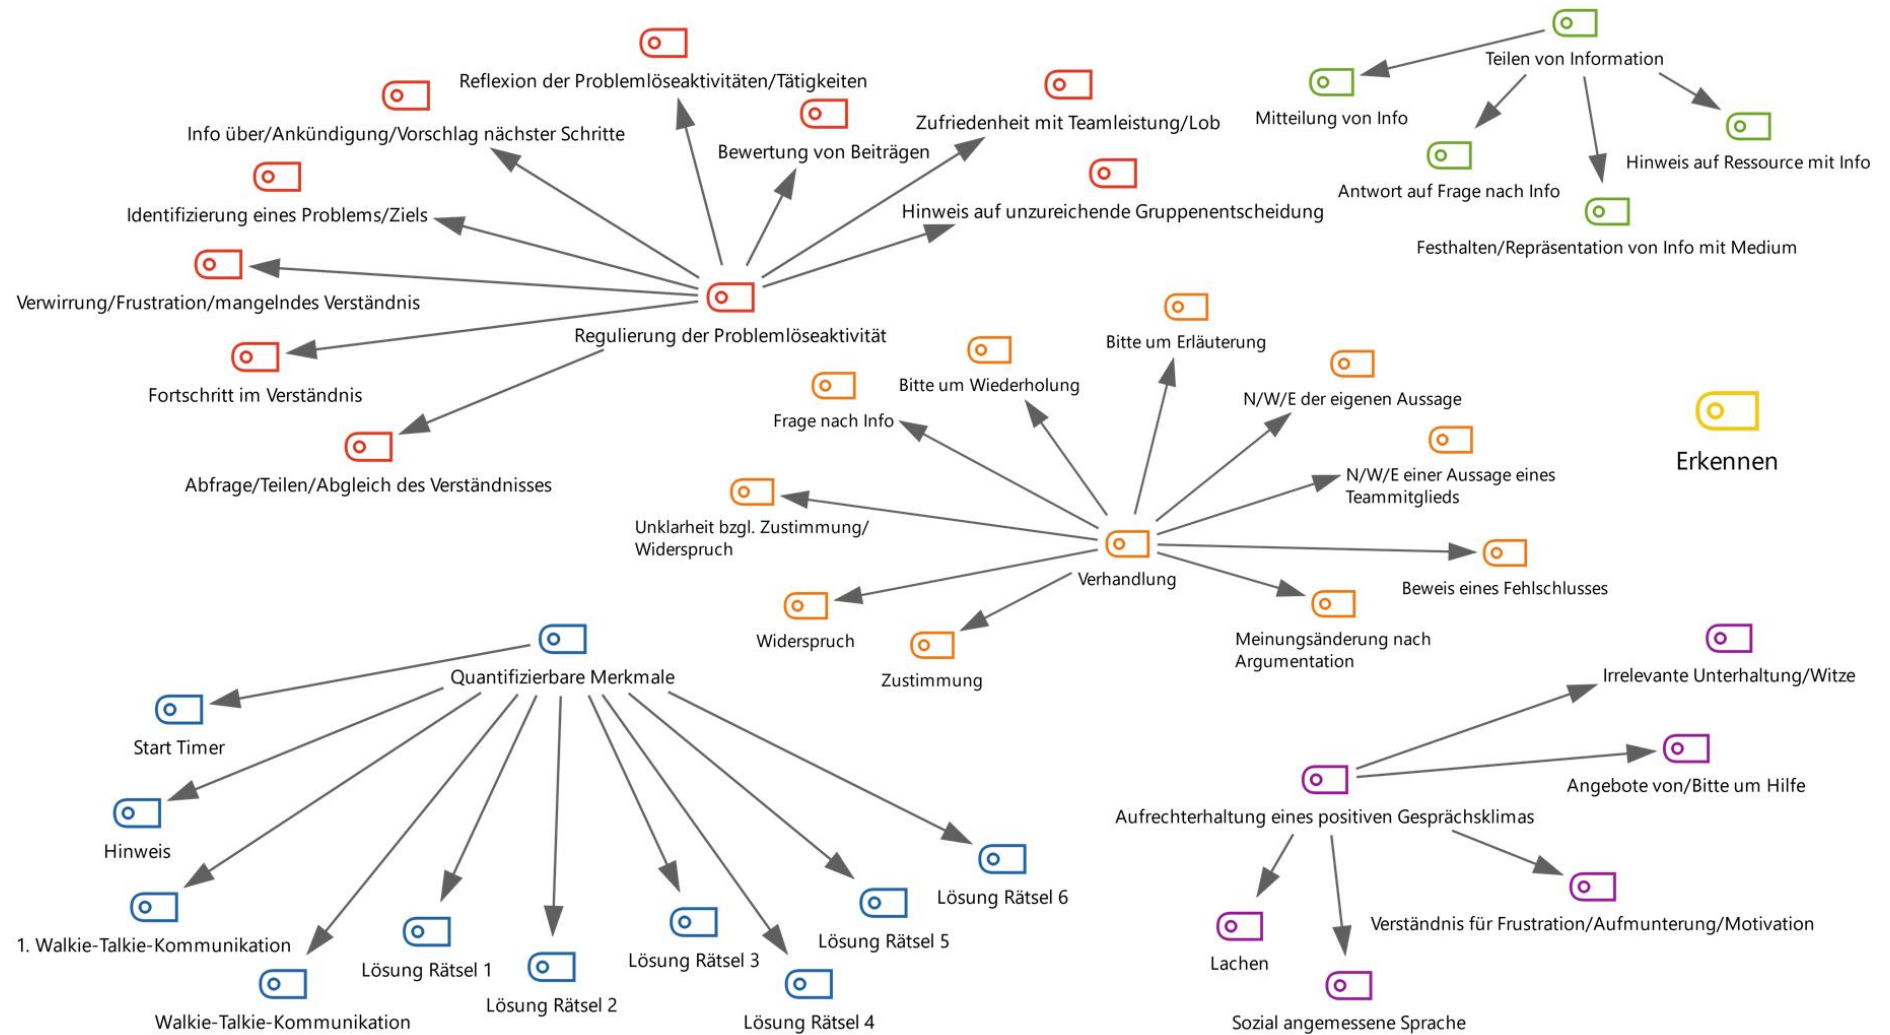 Reflexion der Problemlöseaktivitäten/Tätigkeiten
Info über/Ankündigung/Vorschlag nächster Schritte
Bewertung von Beiträgen
Zufriedenheit mit Teamleistung/Lob
Identifizierung eines Problems/Ziels
Hinweis auf unzureichende Gruppenentscheidung
Verwirrung/Frustration/mangelndes Verständnis
Regulierung der Problemlöseaktivität
Fortschritt im Verständnis
Abfrage/Teilen/Abgleich des Verständnisses
Teilen von Information
Mitteilung von Info
Hinweis auf Ressource mit Info
Antwort auf Frage nach Info
Festhalten/Repräsentation von Info mit Medium
Bitte um Erläuterung
Bitte um Wiederholung
N/W/E der eigenen Aussage
Frage nach Info
N/W/E einer Aussage eines
Teammitglieds
Unklarheit bzgl. Zustimmung/
Widerspruch
Verhandlung
Beweis eines Fehlschlusses
Widerspruch
Meinungsänderung nach
Argumentation
Zustimmung
Erkennen
Quantifizierbare Merkmale
Start Timer
Hinweis
1. Walkie-Talkie-Kommunikation
Walkie-Talkie-Kommunikation
Lösung Rätsel 1
Lösung Rätsel 2
Lösung Rätsel 3
Lösung Rätsel 4
Lösung Rätsel 5
Lösung Rätsel 6
Irrelevante Unterhaltung/Witze
Angebote von/Bitte um Hilfe
Aufrechterhaltung eines positiven Gesprächsklimas
Verständnis für Frustration/Aufmunterung/Motivation
Lachen
Sozial angemessene Sprache